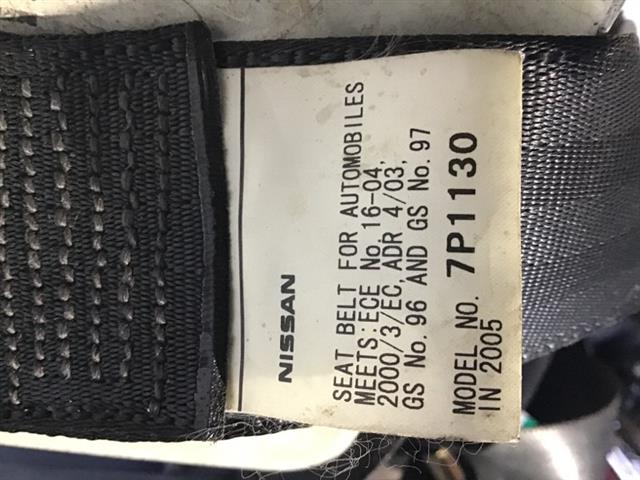 NISSAN
SEAT BELT FOR AUTOMOBILES
MEETS:ECE No.16-04,
2000/3/EC, ADR 4/03,
GS No. 96 AND GS No. 97
MODEL NO. 7P1130
IN 2005